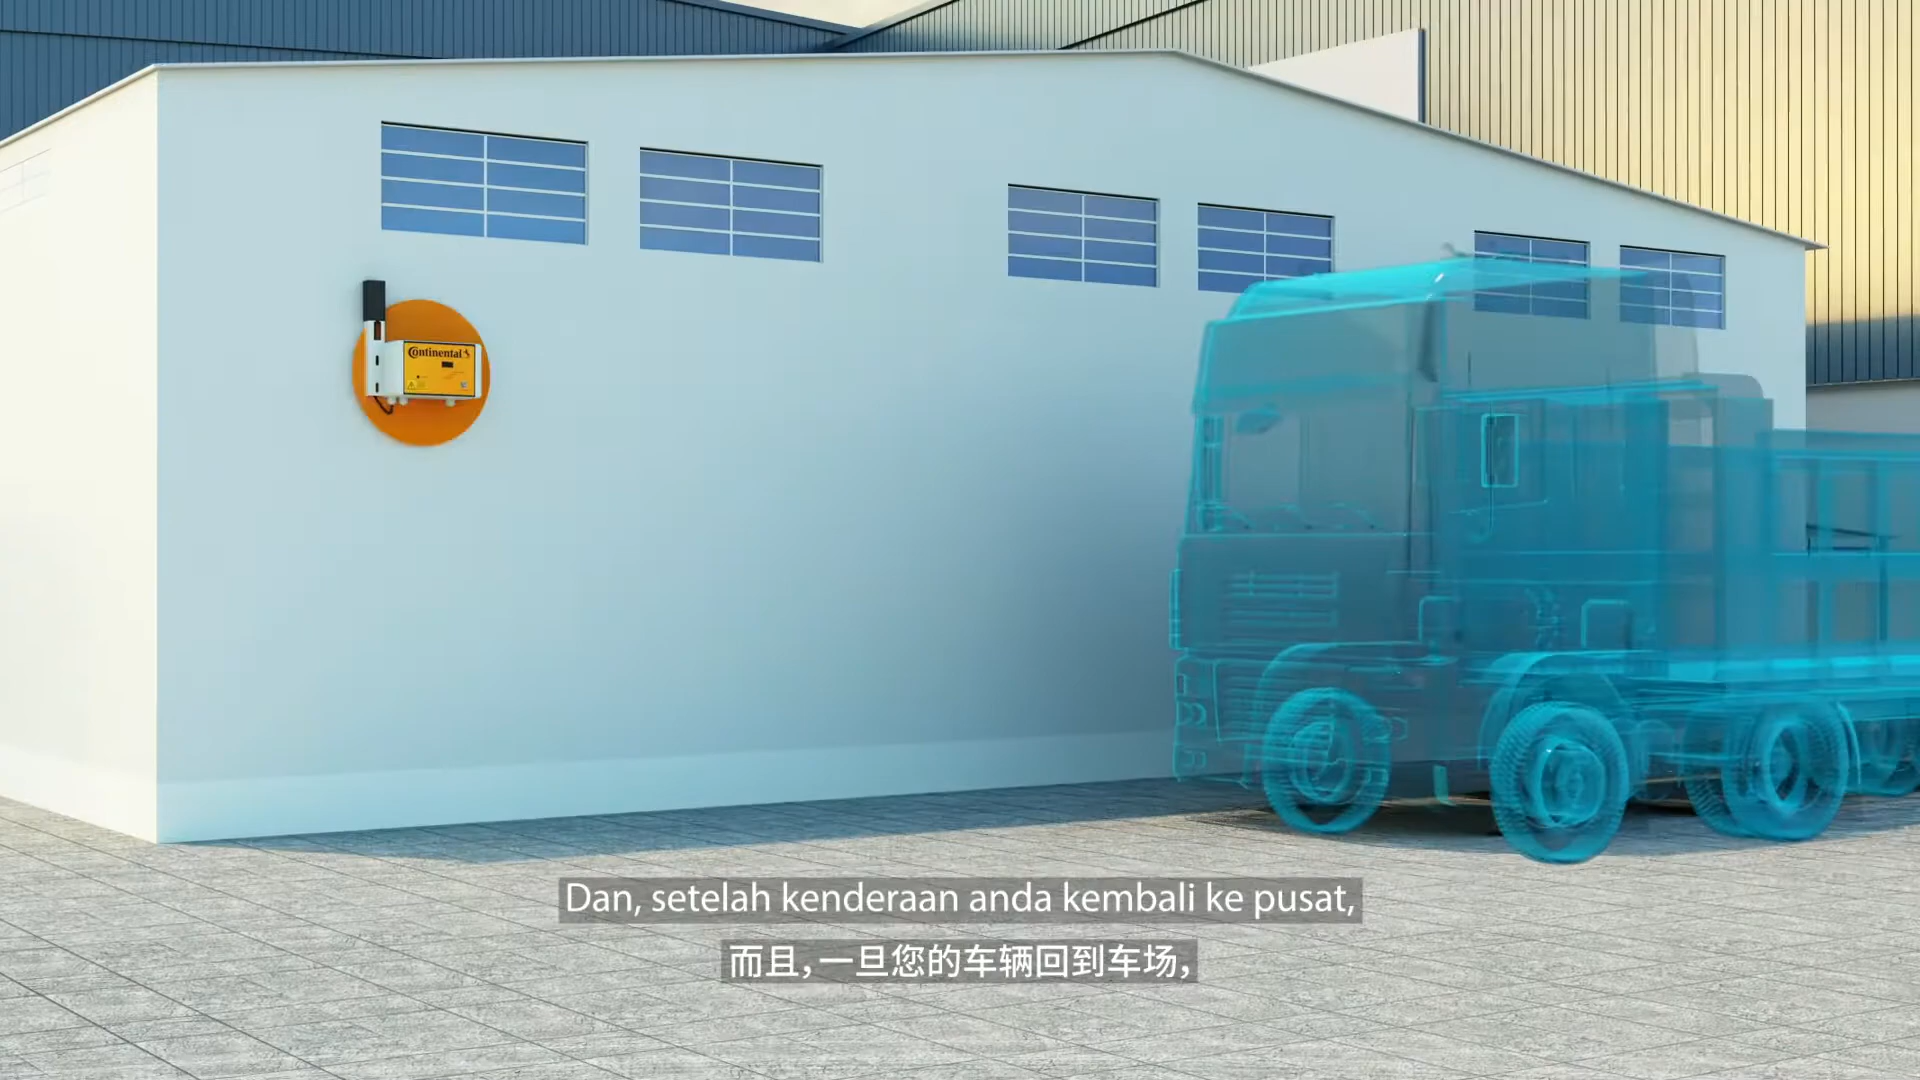 Continental
Dan, setelah kenderaan anda kembali ke pusat,
而且，一旦您的车辆回到车场，